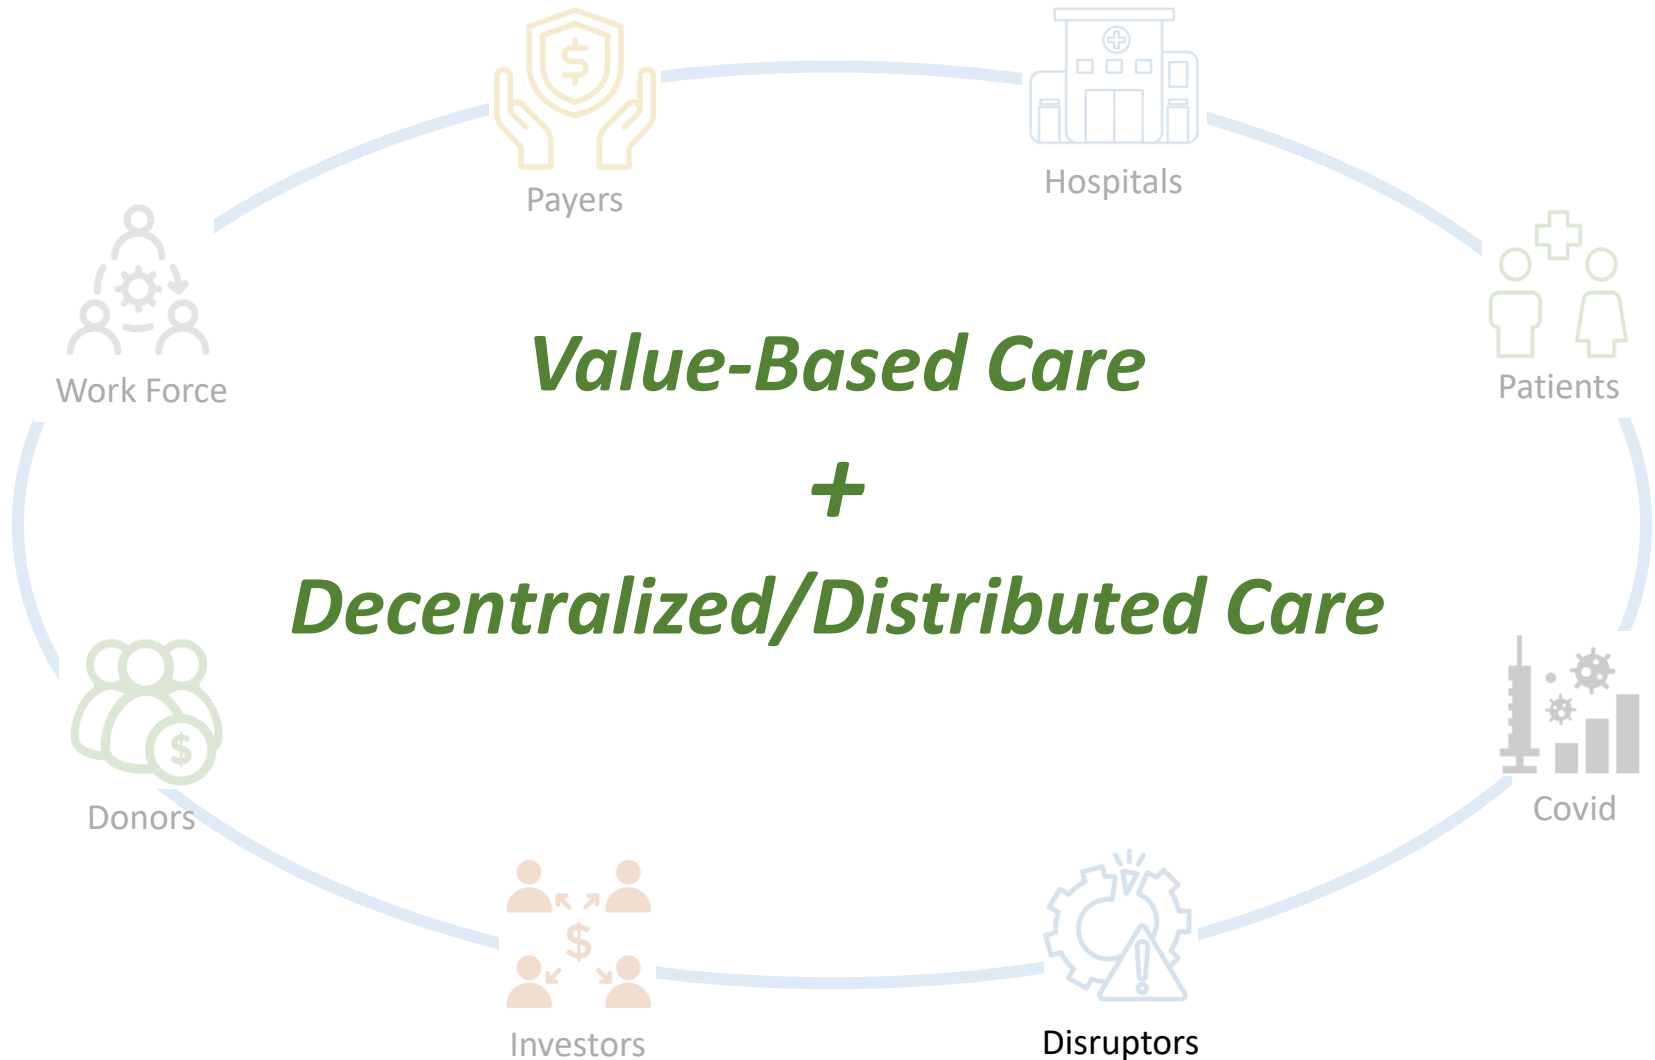 Payers
Hospitals
Work Force
Patients
Value-Based Care
+
Decentralized/Distributed Care
Donors
Covid
Investors
Disruptors
$
$
$